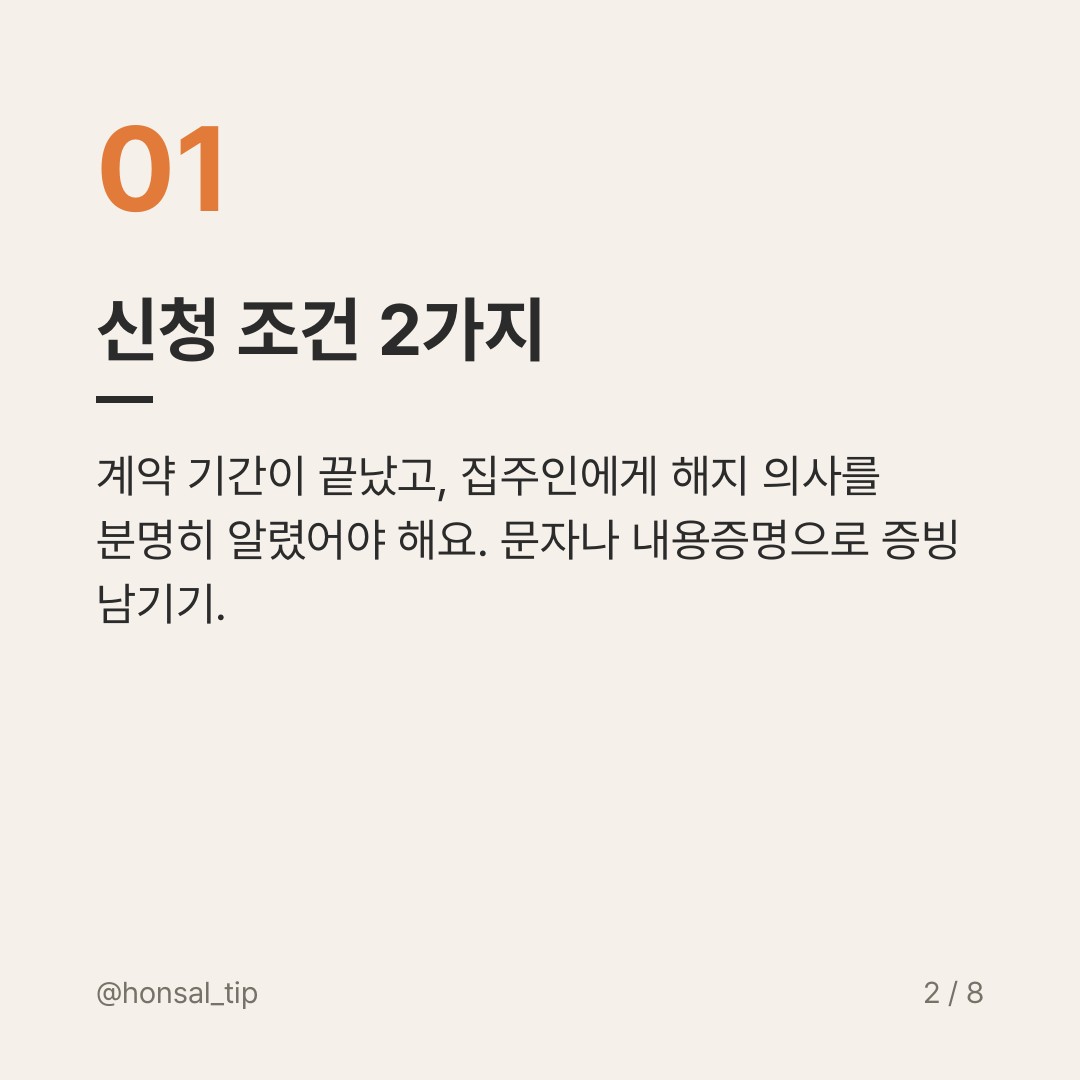 01
신청 조건 2가지
계약 기간이 끝났고, 집주인에게 해지 의사를
분명히 알렸어야 해요. 문자나 내용증명으로 증빙
남기기.
@honsal_tip
2 / 8